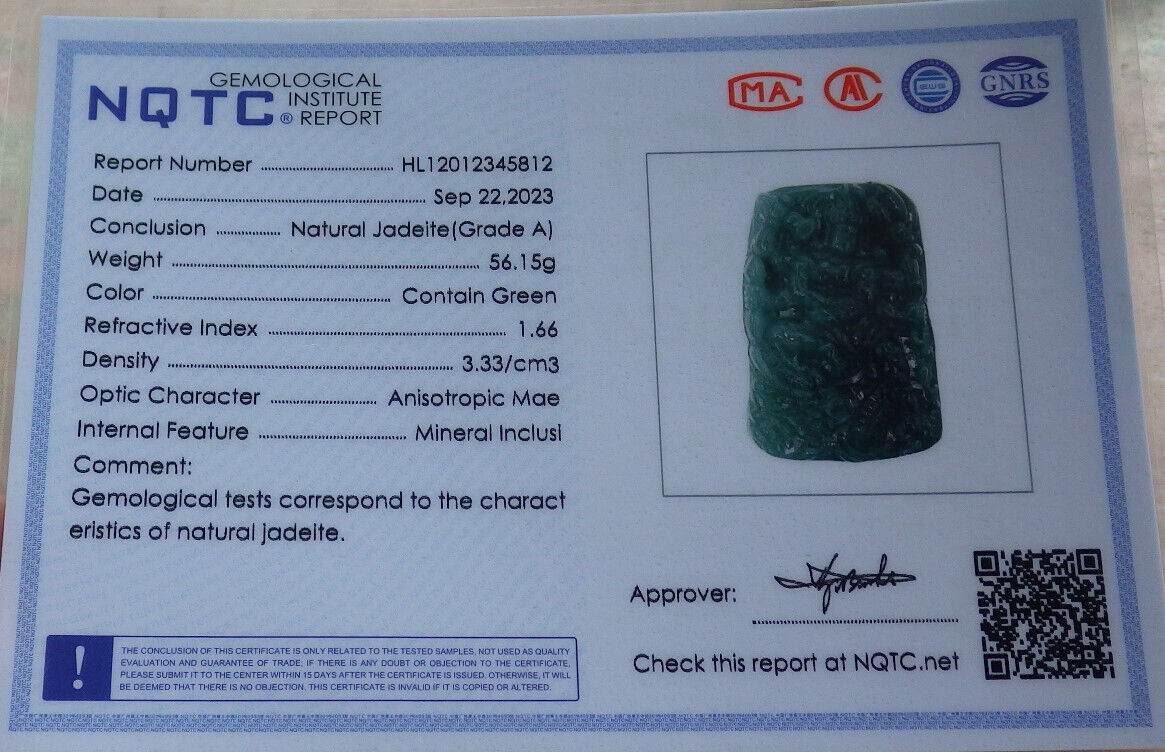 NQTC® GEMOLOGICAL
INSTITUTE
REPORT
MA
GNRS
Report Number ........ HL12012345812
Date ........ Sep 22,2023
Conclusion ........ Natural Jadeite(Grade A)
Weight ........ 56.15g
Color ........ Contain Green
Refractive Index ........ 1.66
Density ........ 3.33/cm3
Optic Character ........ Anisotropic Mae
Internal Feature ........ Mineral Inclusi
Comment:
Gemological tests correspond to the charact
eristics of natural jadeite.
Approver:
Check this report at NQTC.net
! THE CONCLUSION OF THIS CERTIFICATE IS ONLY RELATED TO THE TESTED SAMPLES, NOT USED AS QUALITY
EVALUATION AND GUARANTEE OF TRADE; IF THERE IS ANY DOUBT OR OBJECTION TO THE CERTIFICATE,
PLEASE SUBMIT IT TO THE CENTER WITHIN 15 DAYS AFTER THE CERTIFICATE IS ISSUED. OTHERWISE, IT WILL
BE DEEMED THAT THERE IS NO OBJECTION. THIS CERTIFICATE IS INVALID IF IT IS COPIED OR ALTERED.